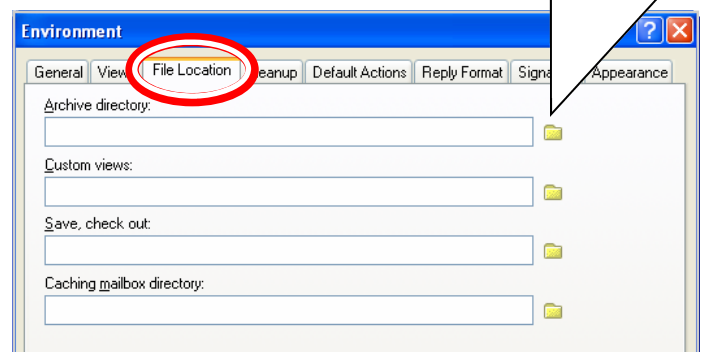 Environment
General View File Location eanup Default Actions Reply Format Signa Appearance
Archive directory:
Custom views:
Save, check out:
Caching mailbox directory: